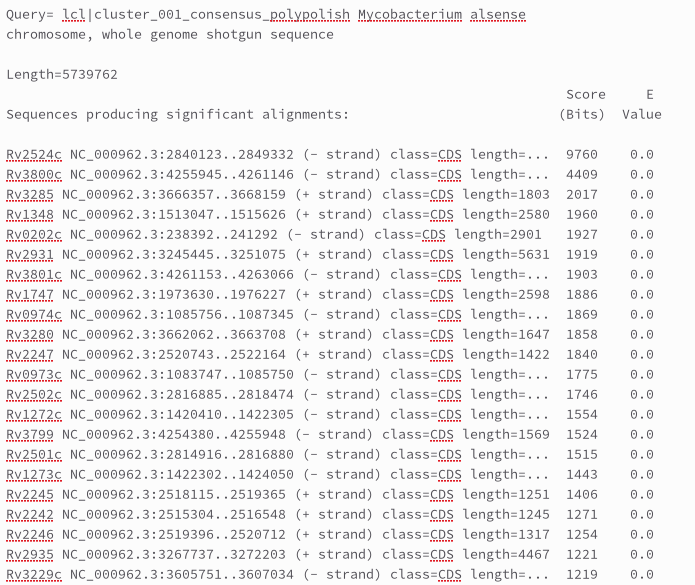 Query= lcl|cluster_001_consensus_polypolish Mycobacterium alsense
chromosome, whole genome shotgun sequence
Length=5739762
Score E
Sequences producing significant alignments: (Bits) Value
Rv2524c NC_000962.3:2840123..2849332 (- strand) class=CDS length=... 9760 0.0
Rv3800c NC_000962.3:4255945..4261146 (- strand) class=CDS length=... 4409 0.0
Rv3285 NC_000962.3:3666357..3668159 (+ strand) class=CDS length=1803 2017 0.0
Rv1348 NC_000962.3:1513047..1515626 (+ strand) class=CDS length=2580 1960 0.0
Rv0202c NC_000962.3:238392..241292 (- strand) class=CDS length=2901 1927 0.0
Rv2931 NC_000962.3:3245445..3251075 (+ strand) class=CDS length=5631 1919 0.0
Rv3801c NC_000962.3:4261153..4263066 (- strand) class=CDS length=... 1903 0.0
Rv1747 NC_000962.3:1973630..1976227 (+ strand) class=CDS length=2598 1886 0.0
Rv0974c NC_000962.3:1085756..1087345 (- strand) class=CDS length=... 1869 0.0
Rv3280 NC_000962.3:3662062..3663708 (+ strand) class=CDS length=1647 1858 0.0
Rv2247 NC_000962.3:2520743..2522164 (+ strand) class=CDS length=1422 1840 0.0
Rv0973c NC_000962.3:1083747..1085750 (- strand) class=CDS length=... 1775 0.0
Rv2502c NC_000962.3:2816885..2818474 (- strand) class=CDS length=... 1746 0.0
Rv1272c NC_000962.3:1420410..1422305 (- strand) class=CDS length=... 1554 0.0
Rv3799 NC_000962.3:4254380..4255948 (- strand) class=CDS length=1569 1524 0.0
Rv2501c NC_000962.3:2814916..2816880 (- strand) class=CDS length=... 1515 0.0
Rv1273c NC_000962.3:1422302..1424050 (- strand) class=CDS length=... 1443 0.0
Rv2245 NC_000962.3:2518115..2519365 (+ strand) class=CDS length=1251 1406 0.0
Rv2242 NC_000962.3:2515304..2516548 (+ strand) class=CDS length=1245 1271 0.0
Rv2246 NC_000962.3:2519396..2520712 (+ strand) class=CDS length=1317 1254 0.0
Rv2935 NC_000962.3:3267737..3272203 (+ strand) class=CDS length=4467 1221 0.0
Rv3229c NC_000962.3:3605751..3607034 (- strand) class=CDS length=... 1219 0.0